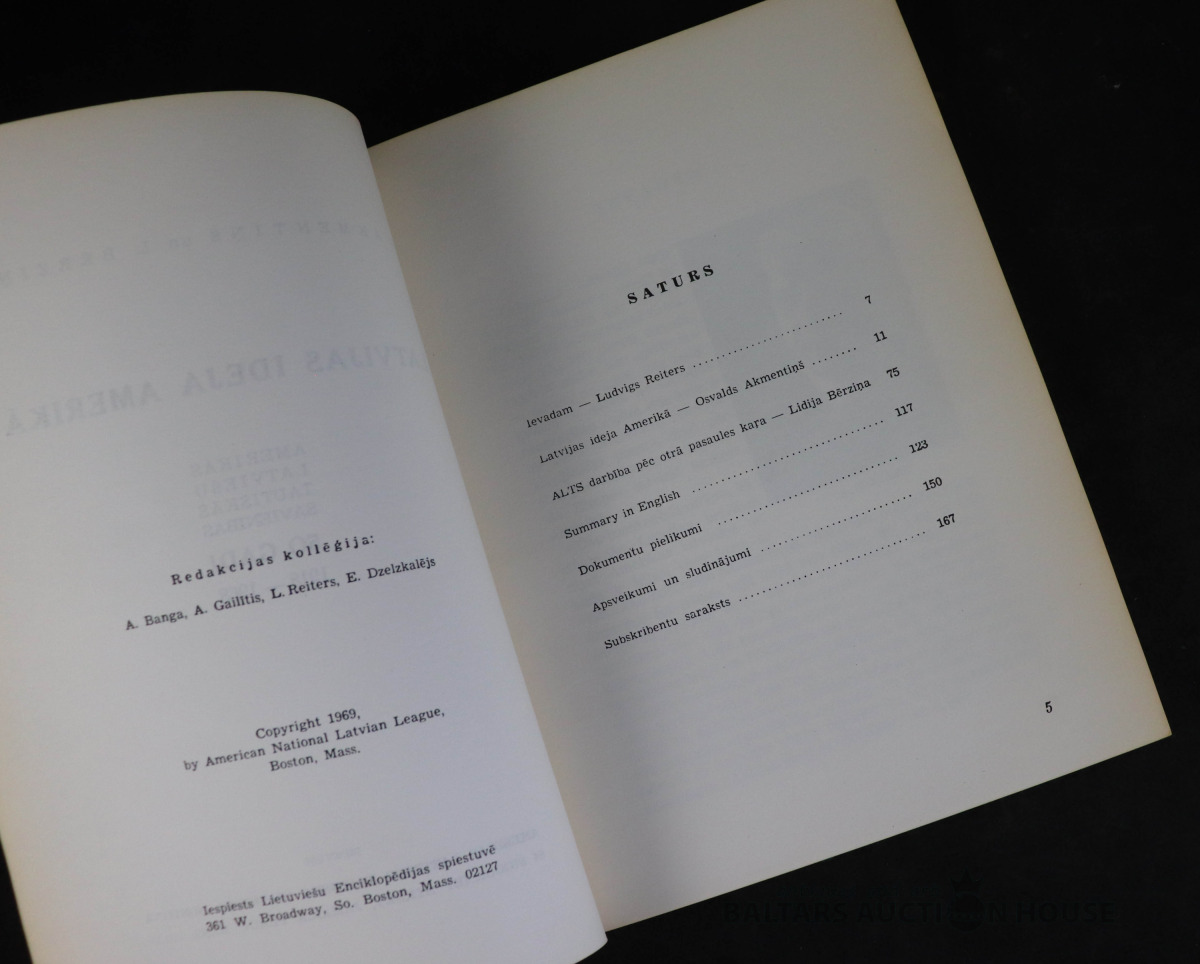 Redakcijas kollēģija:
A. Banga, A. Gailītis, L. Reiters, E. Dzelzkalējs
Copyright 1969,
by American National Latvian League,
Boston, Mass.
Iespiests Lietuviešu Enciklopēdijas spiestuvē
361 W. Broadway, So. Boston, Mass. 02127
SATURS
Ievadam — Ludvigs Reiters ........................... 7
Latvijas ideja Amerikā — Osvalds Akmentiņš ........ 11
ALTS darbība pēc otrā pasaules kara — Lidija Bērziņa 75
Summary in English ................................... 117
Dokumentu pielikumi ................................ 123
Apsveikumi un sludinājumi ........................... 150
Subskribentu saraksts ................................. 167
5
BALTARS AUCTION HOUSE